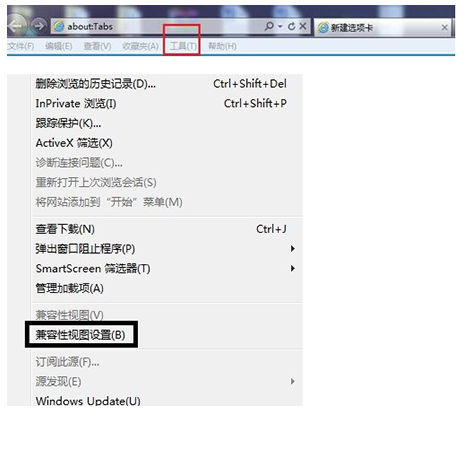 about:Tabs
新建选项卡
文件(F) 编辑(E) 查看(V) 收藏夹(A) 工具(T) 帮助(H)
删除浏览的历史记录(D)... Ctrl+Shift+Del
InPrivate 浏览(I) Ctrl+Shift+P
跟踪保护(K)...
ActiveX 筛选(X)
诊断连接问题(C)...
重新打开上次浏览会话(S)
将网站添加到“开始”菜单(M)
查看下载(N) Ctrl+J
弹出窗口阻止程序(P)
SmartScreen 筛选器(T)
管理加载项(A)
兼容性视图(V)
兼容性视图设置(B)
订阅此源(F)...
源发现(E)
Windows Update(U)